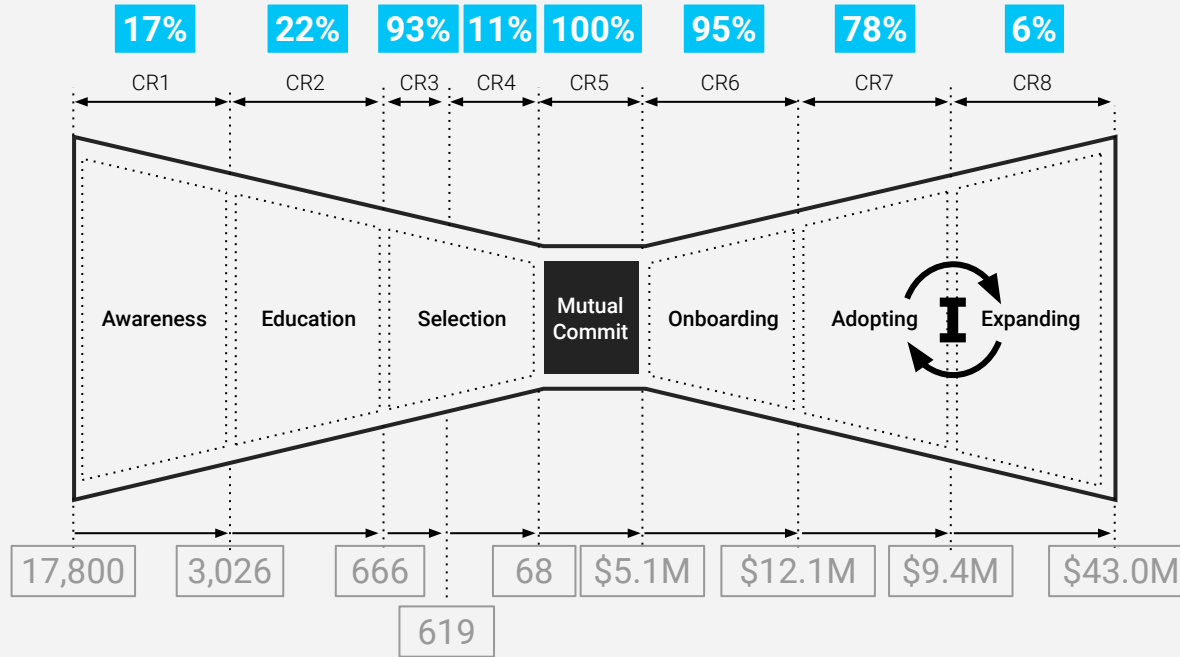 17% 22% 93% 11% 100% 95% 78% 6%
CR1 CR2 CR3 CR4 CR5 CR6 CR7 CR8
Awareness Education Selection Mutual Commit Onboarding Adopting I Expanding
17,800 3,026 666 68 $5.1M $12.1M $9.4M $43.0M
619